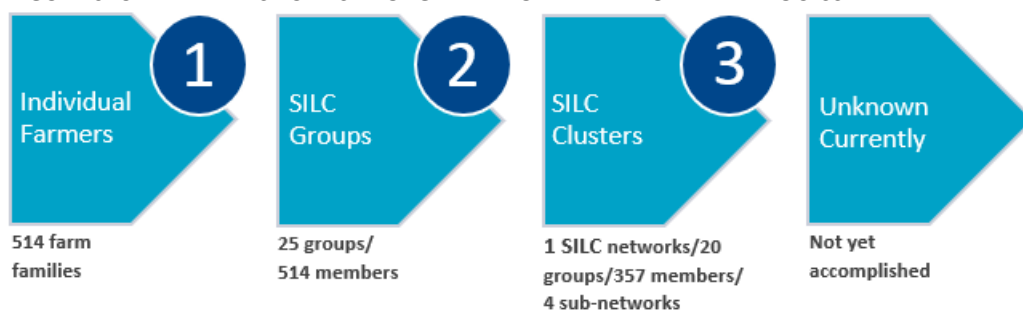 1
Individual
Farmers
514 farm
families
2
SILC
Groups
25 groups/
514 members
3
SILC
Clusters
1 SILC networks/20
groups/357 members/
4 sub-networks
Unknown
Currently
Not yet
accomplished